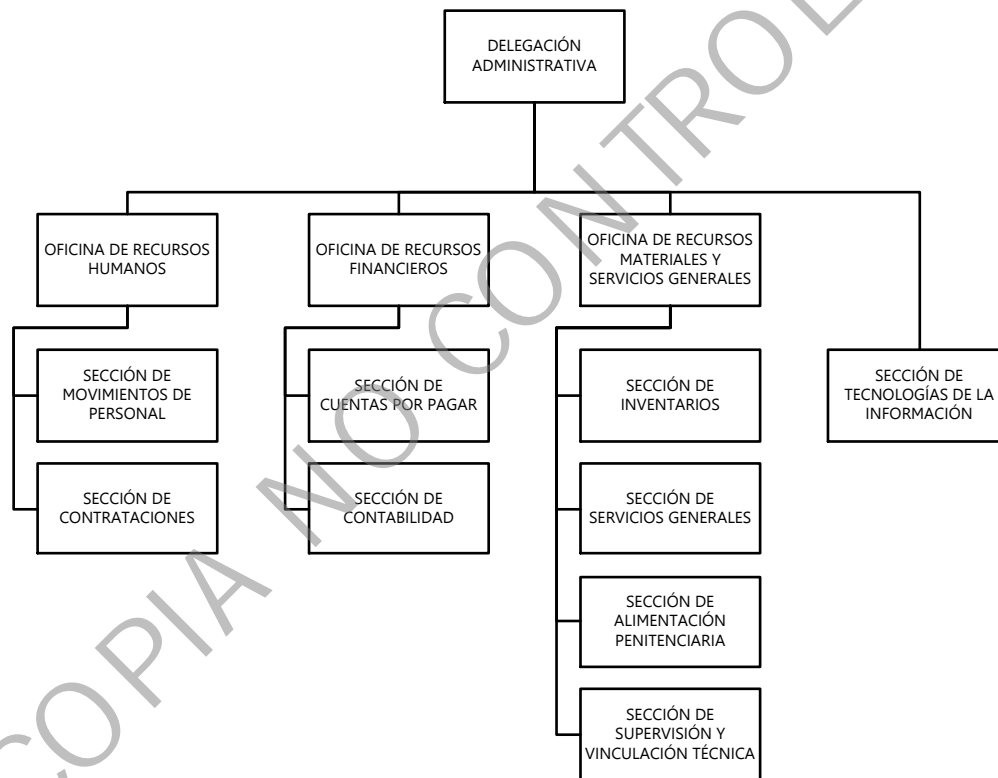 DELEGACIÓN
ADMINISTRATIVA
OFICINA DE RECURSOS
HUMANOS
OFICINA DE RECURSOS
FINANCIEROS
OFICINA DE RECURSOS
MATERIALES Y
SERVICIOS GENERALES
SECCIÓN DE
MOVIMIENTOS DE
PERSONAL
SECCIÓN DE
CUENTAS POR PAGAR
SECCIÓN DE
INVENTARIOS
SECCIÓN DE
TECNOLOGÍAS DE LA
INFORMACIÓN
SECCIÓN DE
CONTRATACIONES
SECCIÓN DE
CONTABILIDAD
SECCIÓN DE
SERVICIOS GENERALES
SECCIÓN DE
ALIMENTACIÓN
PENITENCIARIA
SECCIÓN DE
SUPERVISIÓN Y
VINCULACIÓN TÉCNICA
COPIA NO CONTROL